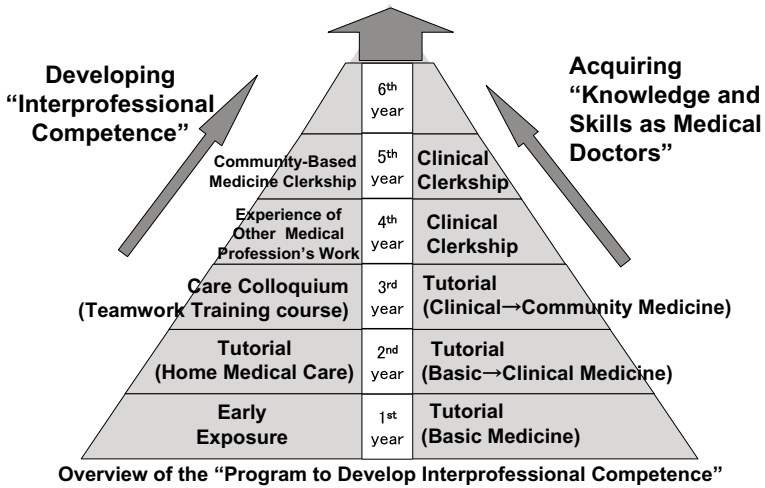 Developing
“Interprofessional
Competence”
Acquiring
“Knowledge and
Skills as Medical
Doctors”
6th
year
Community-Based
Medicine Clerkship
5th
year
Clinical
Clerkship
Experience of
Other Medical
Profession’s Work
4th
year
Clinical
Clerkship
Care Colloquium
(Teamwork Training course)
3rd
year
Tutorial
(Clinical→Community Medicine)
Tutorial
(Home Medical Care)
2nd
year
Tutorial
(Basic→Clinical Medicine)
Early
Exposure
1st
year
Tutorial
(Basic Medicine)
Overview of the “Program to Develop Interprofessional Competence”